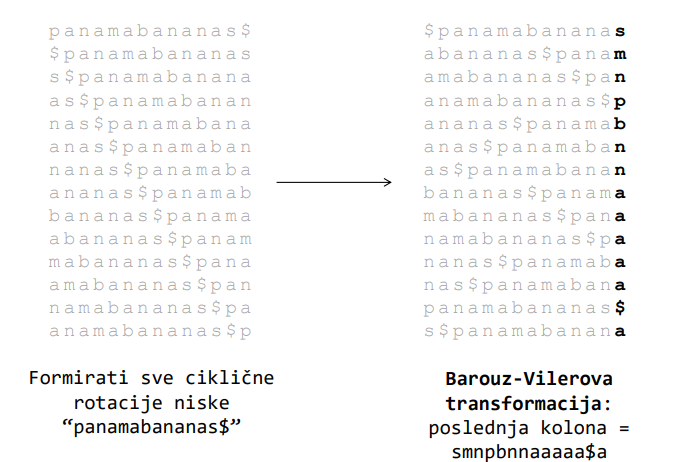 panamabananas$
$panamabananas
s$panamabanana
as$panamabanan
nas$panamabana
anas$panamaban
nanas$panamaba
ananas$panamab
bananas$panama
abananas$panam
mabananas$pana
amabananas$pan
namabananas$pa
anamabananas$p
Formirati sve ciklične
rotacije niske
“panamabananas$”
$panamabananas
abananas$panam
amabananas$pan
anamabananas$p
ananas$panamab
anas$panamaban
as$panamabanan
bananas$panama
mabananas$pana
namabananas$pa
nanas$panamaba
nas$panamabana
panamabananas$
s$panamabanana
Barouz-Vilerova
transformacija:
poslednja kolona =
smnpbnnaaaaa$a